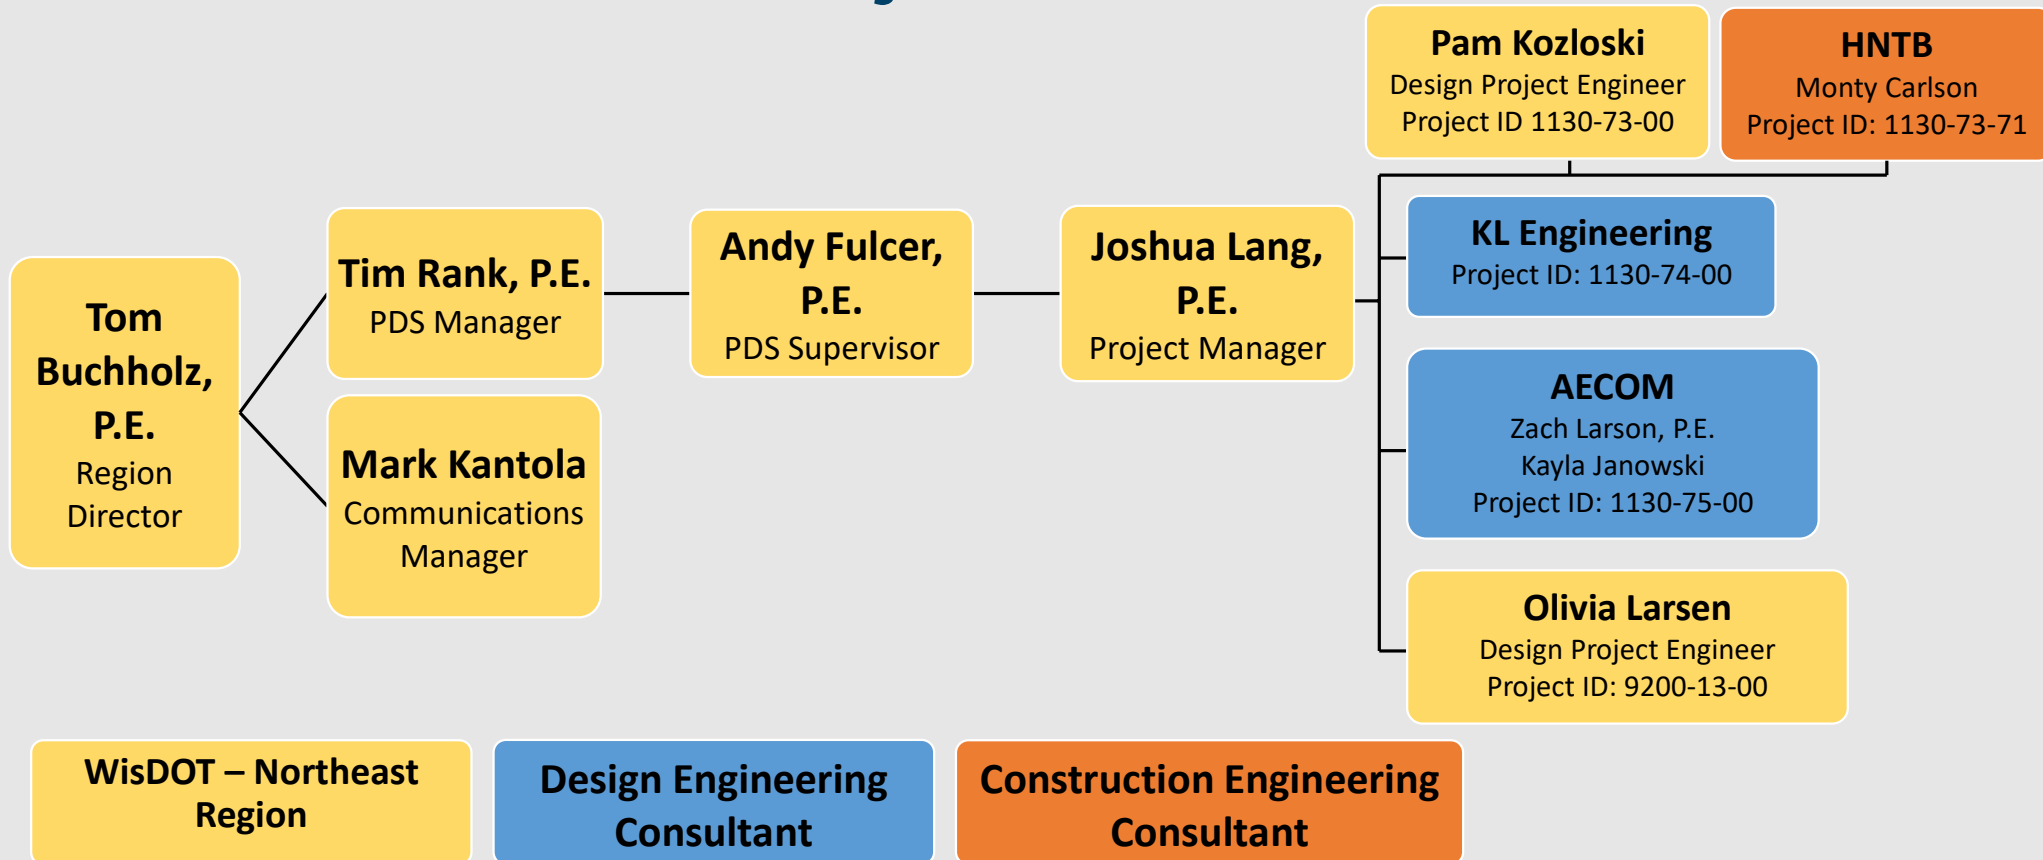 Pam Kozloski
Design Project Engineer
Project ID 1130-73-00
HNTB
Monty Carlson
Project ID: 1130-73-71
Tom
Buchholz,
P.E.
Region
Director
Tim Rank, P.E.
PDS Manager
Mark Kantola
Communications
Manager
Andy Fulcer,
P.E.
PDS Supervisor
Joshua Lang,
P.E.
Project Manager
KL Engineering
Project ID: 1130-74-00
AECOM
Zach Larson, P.E.
Kayla Janowski
Project ID: 1130-75-00
Olivia Larsen
Design Project Engineer
Project ID: 9200-13-00
WisDOT – Northeast
Region
Design Engineering
Consultant
Construction Engineering
Consultant